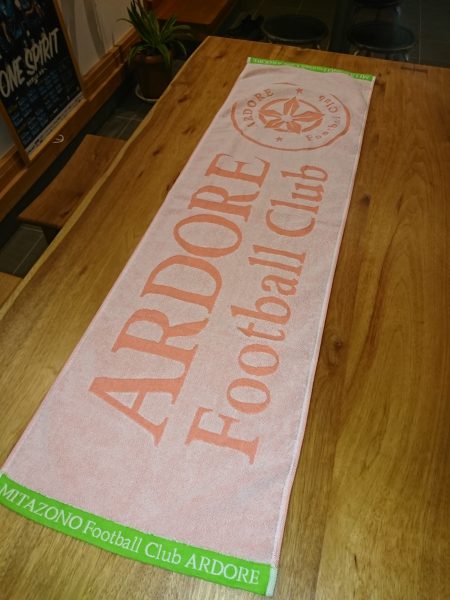 ONE SPIRIT
ARDORE
Football Club
ARDORE
Football Club
MITAZONO Football Club ARDORE